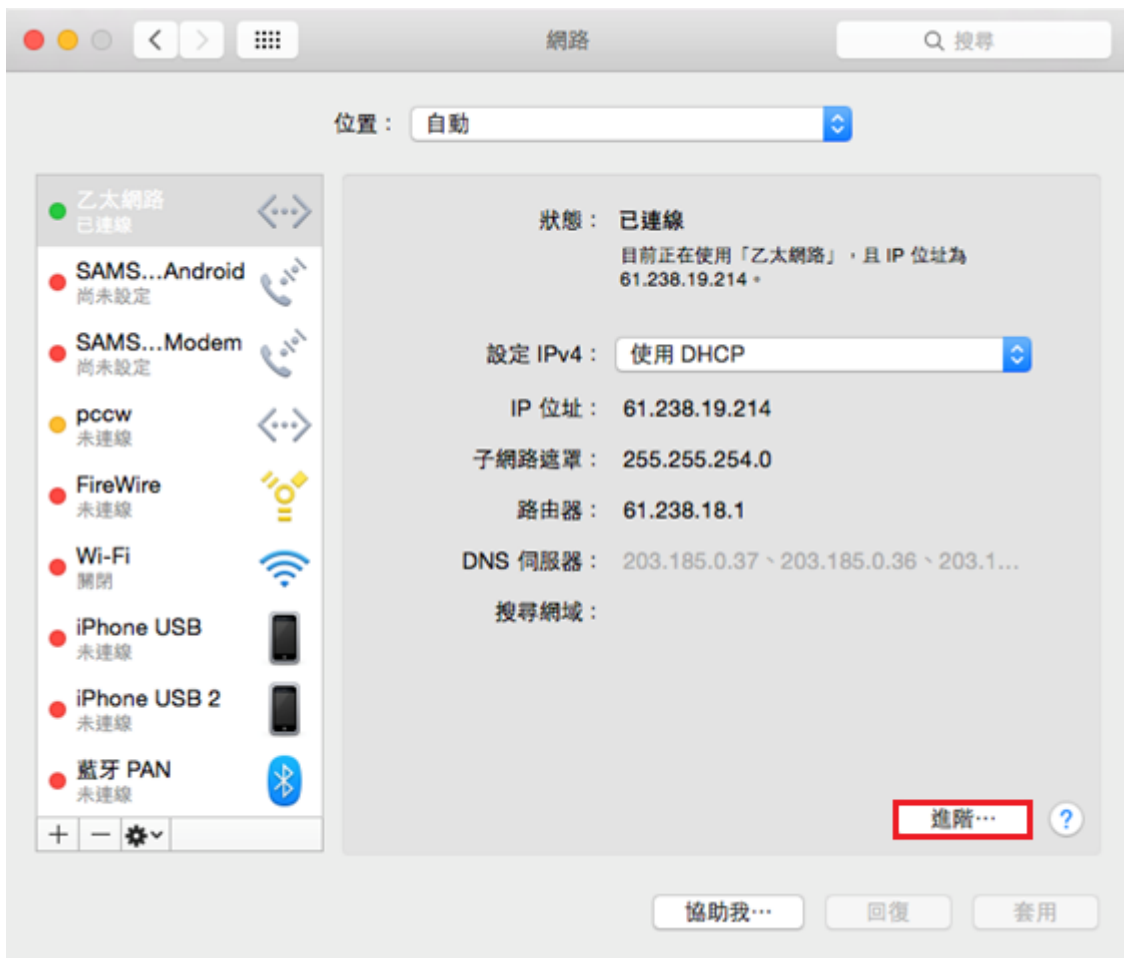 網路
搜尋
位置：
自動
乙太網路
已連線
SAMS...Android
尚未設定
SAMS...Modem
尚未設定
pccw
未連線
FireWire
未連線
Wi-Fi
關閉
iPhone USB
未連線
iPhone USB 2
未連線
藍牙 PAN
未連線
狀態： 已連線
目前正在使用「乙太網路」，且 IP 位址為
61.238.19.214。
設定 IPv4： 使用 DHCP
IP 位址： 61.238.19.214
子網路遮罩： 255.255.254.0
路由器： 61.238.18.1
DNS 伺服器： 203.185.0.37、203.185.0.36、203.1...
搜尋網域：
進階⋯
?
協助我⋯
回復
套用